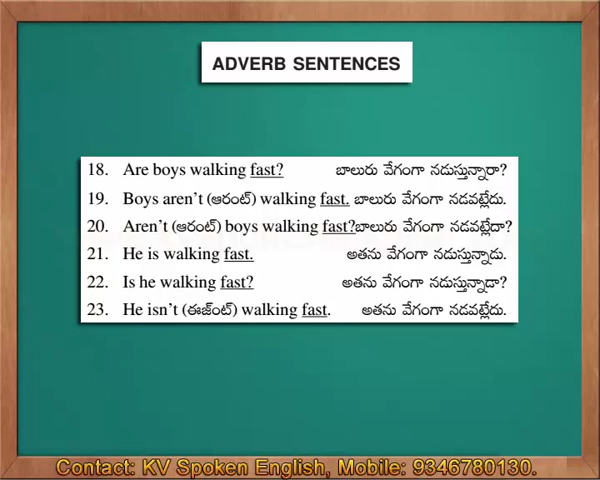 ADVERB SENTENCES
18. Are boys walking fast? బాలురు వేగంగా నడుస్తున్నారా?
19. Boys aren't (ఆరంట్) walking fast. బాలురు వేగంగా నడవట్లేదు.
20. Aren't (ఆరంట్) boys walking fast?బాలురు వేగంగా నడవట్లేదా?
21. He is walking fast. అతను వేగంగా నడుస్తున్నాడు.
22. Is he walking fast? అతను వేగంగా నడుస్తున్నాడా?
23. He isn't (ఈజ్‌ంట్) walking fast. అతను వేగంగా నడవట్లేదు.
Contact: KV Spoken English, Mobile: 9346780130.